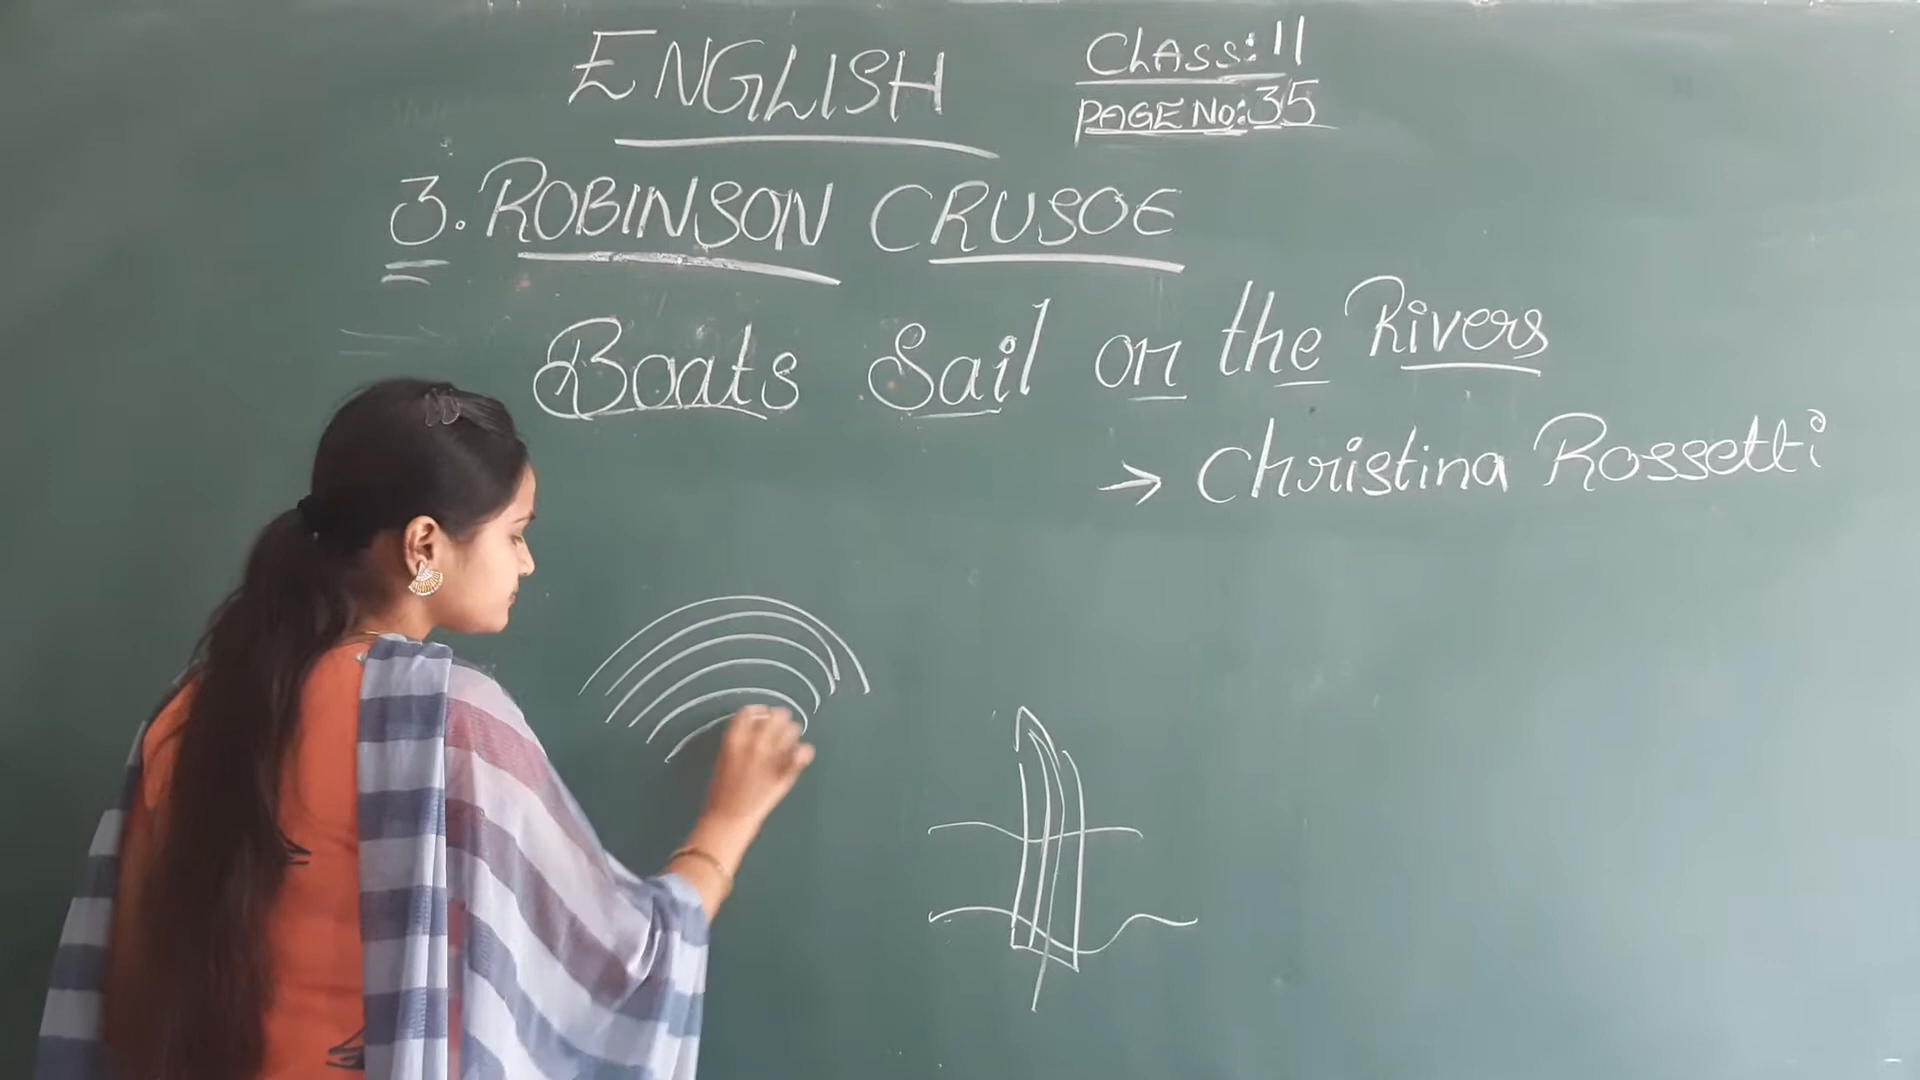 ENGLISH
Class: 11
PAGE NO: 35
3. ROBINSON CRUSOE
Boats Sail on the Rivers
→ Christina Rossetti